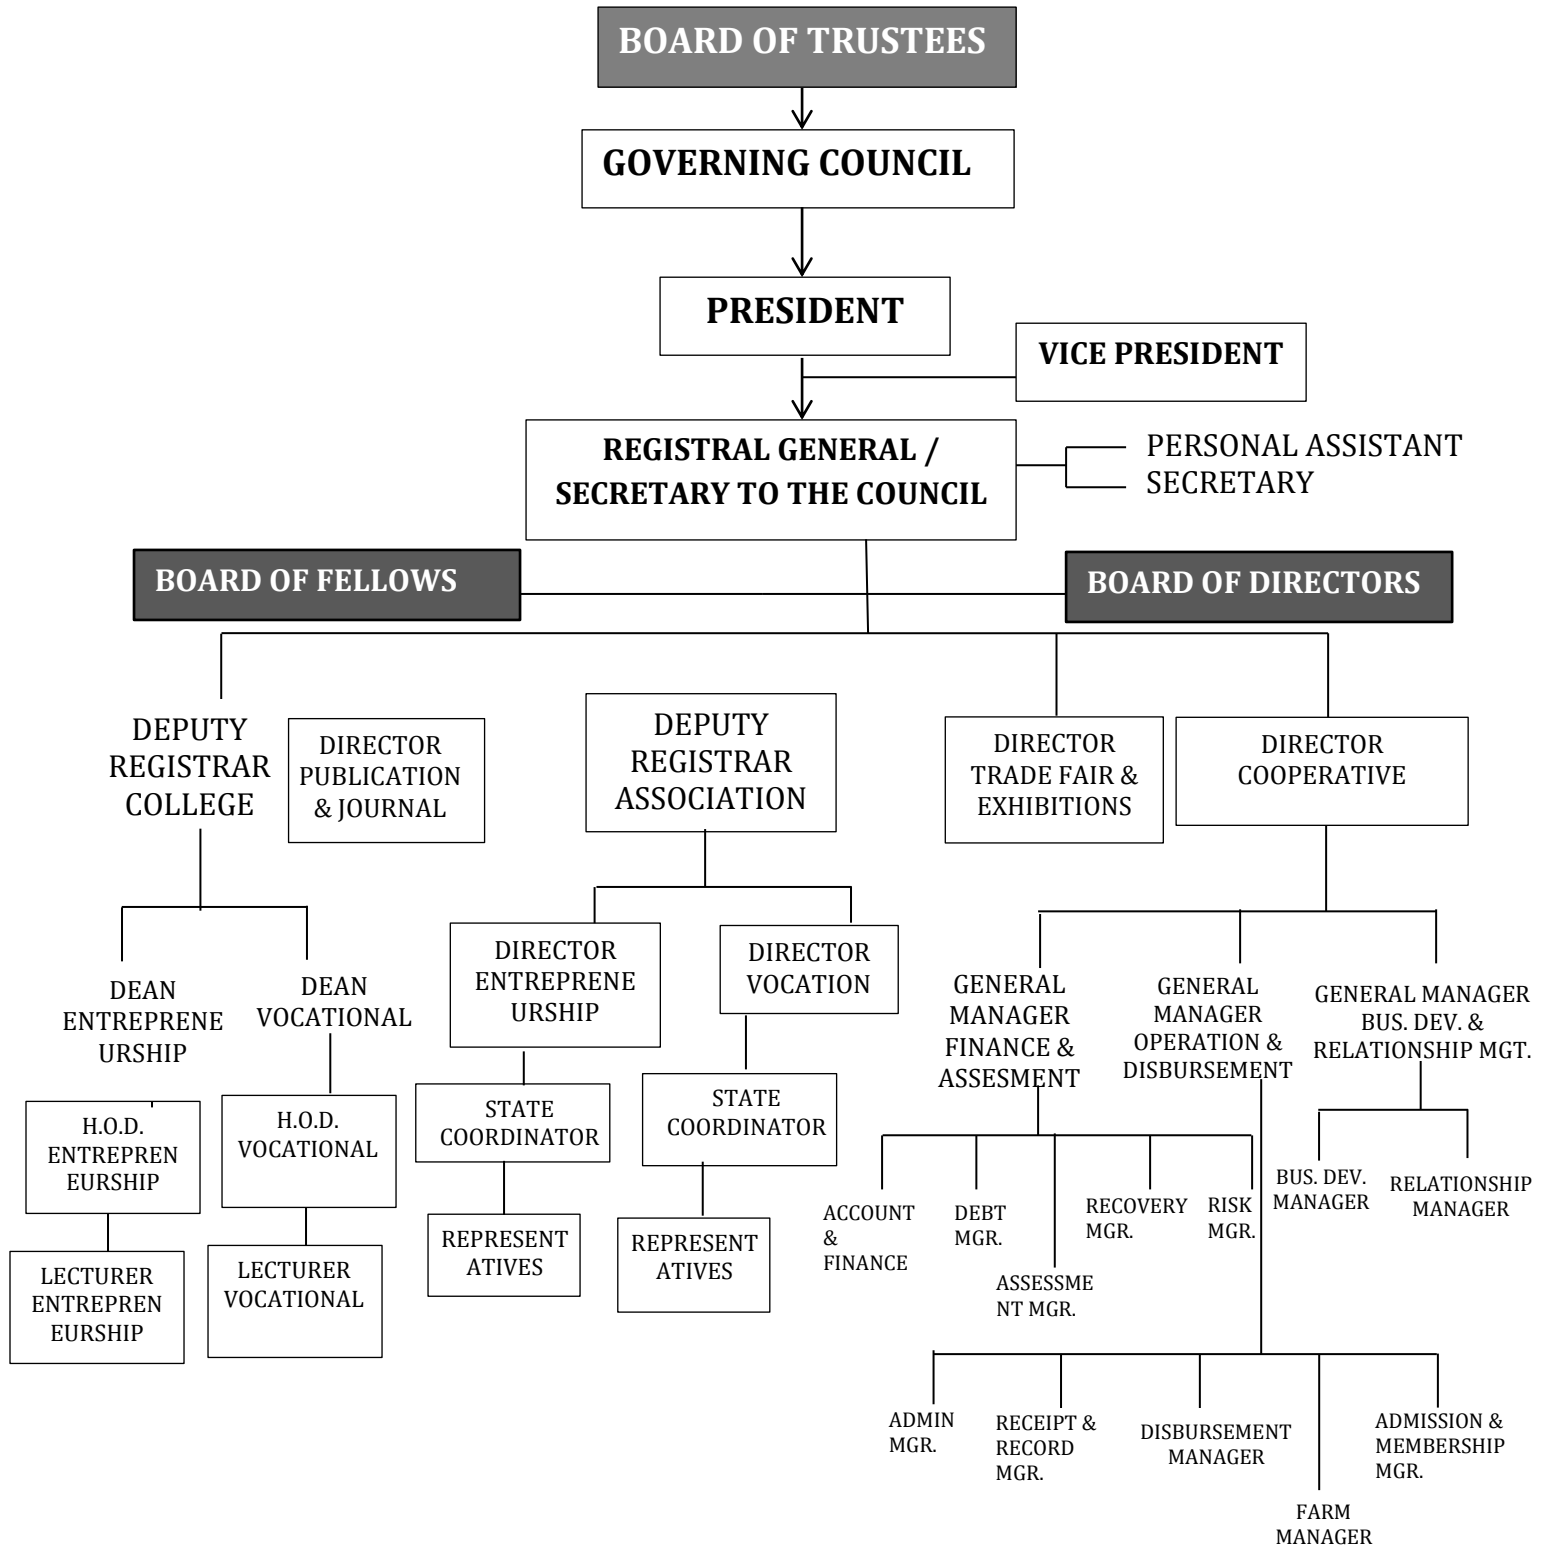 BOARD OF TRUSTEES
GOVERNING COUNCIL
PRESIDENT
VICE PRESIDENT
REGISTRAL GENERAL /
SECRETARY TO THE COUNCIL
PERSONAL ASSISTANT
SECRETARY
BOARD OF FELLOWS
BOARD OF DIRECTORS
DEPUTY
REGISTRAR
COLLEGE
DIRECTOR
PUBLICATION
& JOURNAL
DEPUTY
REGISTRAR
ASSOCIATION
DIRECTOR
TRADE FAIR &
EXHIBITIONS
DIRECTOR
COOPERATIVE
DEAN
ENTREPRENE
URSHIP
DEAN
VOCATIONAL
DIRECTOR
ENTREPRENE
URSHIP
DIRECTOR
VOCATION
GENERAL
MANAGER
FINANCE &
ASSESMENT
GENERAL
MANAGER
OPERATION &
DISBURSEMENT
GENERAL MANAGER
BUS. DEV. &
RELATIONSHIP MGT.
H.O.D.
ENTREPREN
EURSHIP
H.O.D.
VOCATIONAL
STATE
COORDINATOR
STATE
COORDINATOR
LECTURER
ENTREPREN
EURSHIP
LECTURER
VOCATIONAL
REPRESENT
ATIVES
REPRESENT
ATIVES
ACCOUNT
&
FINANCE
DEBT
MGR.
ASSESSME
NT MGR.
RECOVERY
MGR.
RISK
MGR.
BUS. DEV.
MANAGER
RELATIONSHIP
MANAGER
ADMIN
MGR.
RECEIPT &
RECORD
MGR.
DISBURSEMENT
MANAGER
FARM
MANAGER
ADMISSION &
MEMBERSHIP
MGR.